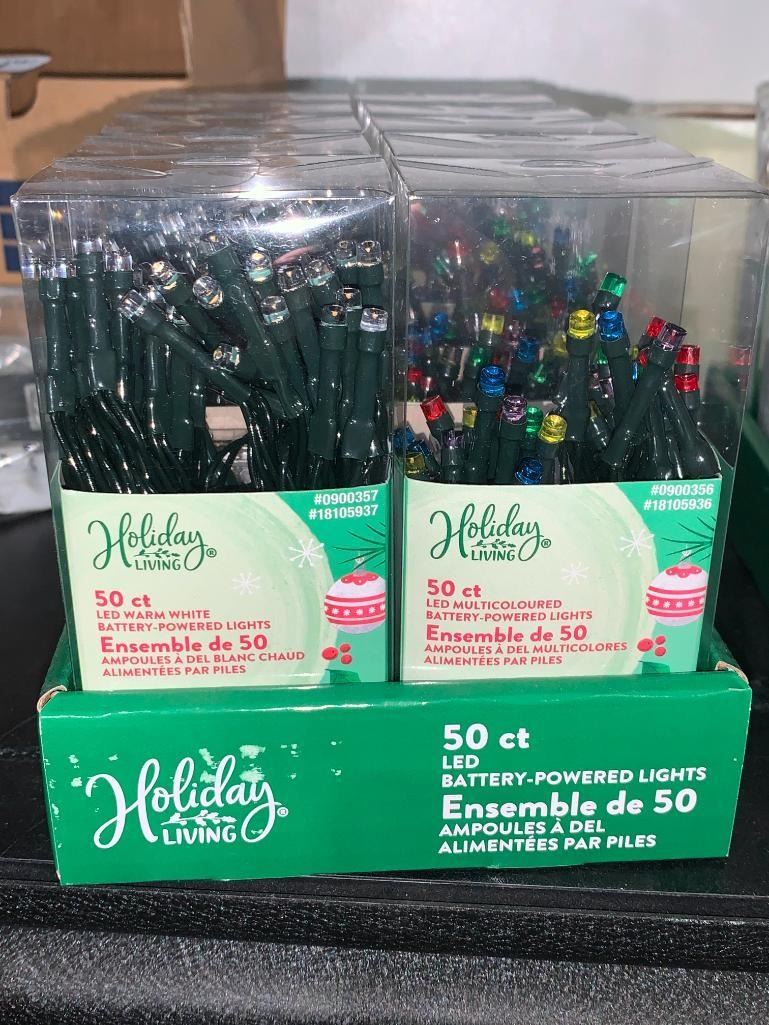 #0900357
#18105937
Holiday
LIVING®
50 ct
LED WARM WHITE
BATTERY-POWERED LIGHTS
Ensemble de 50
AMPOULES À DEL BLANC CHAUD
ALIMENTÉES PAR PILES
#0900356
#18105936
Holiday
LIVING®
50 ct
LED MULTICOLOURED
BATTERY-POWERED LIGHTS
Ensemble de 50
AMPOULES À DEL MULTICOLORES
ALIMENTÉES PAR PILES
Holiday
LIVING®
50 ct
LED
BATTERY-POWERED LIGHTS
Ensemble de 50
AMPOULES À DEL
ALIMENTÉES PAR PILES